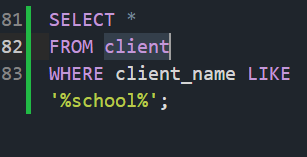 81 SELECT *
82 FROM client
83 WHERE client_name LIKE
'%school%';